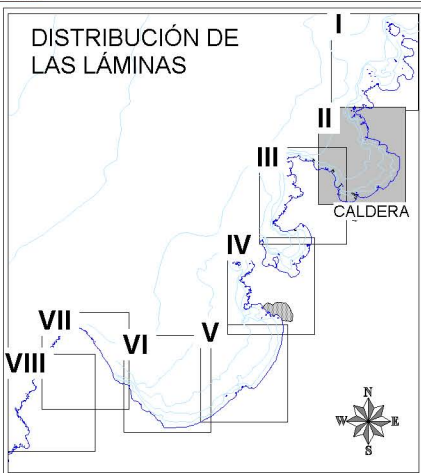 DISTRIBUCIÓN DE
LAS LÁMINAS
I
II
III
CALDERA
IV
VII
VI
V
VIII
N
W
E
S